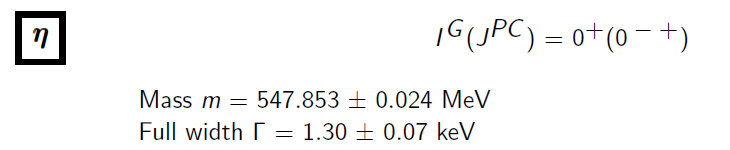 η
I^G(J^PC) = 0^+(0^- +)
Mass m = 547.853 ± 0.024 MeV
Full width Γ = 1.30 ± 0.07 keV